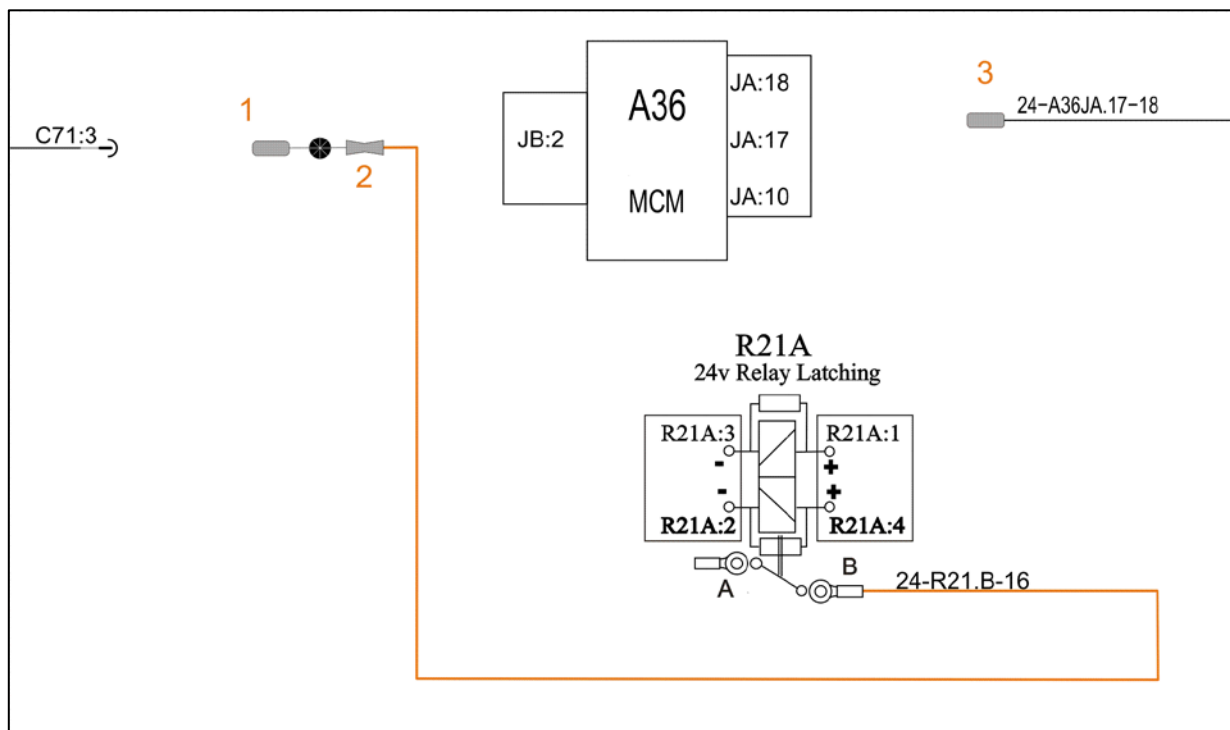 1
C71:3
2
JB:2
A36
MCM
JA:18
JA:17
JA:10
3
24-A36JA.17-18
R21A
24v Relay Latching
R21A:3
R21A:1
-
+
-
+
R21A:2
R21A:4
A
B
24-R21.B-16